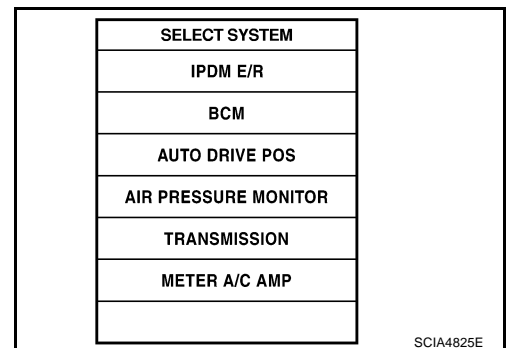 SELECT SYSTEM
IPDM E/R
BCM
AUTO DRIVE POS
AIR PRESSURE MONITOR
TRANSMISSION
METER A/C AMP
SCIA4825E